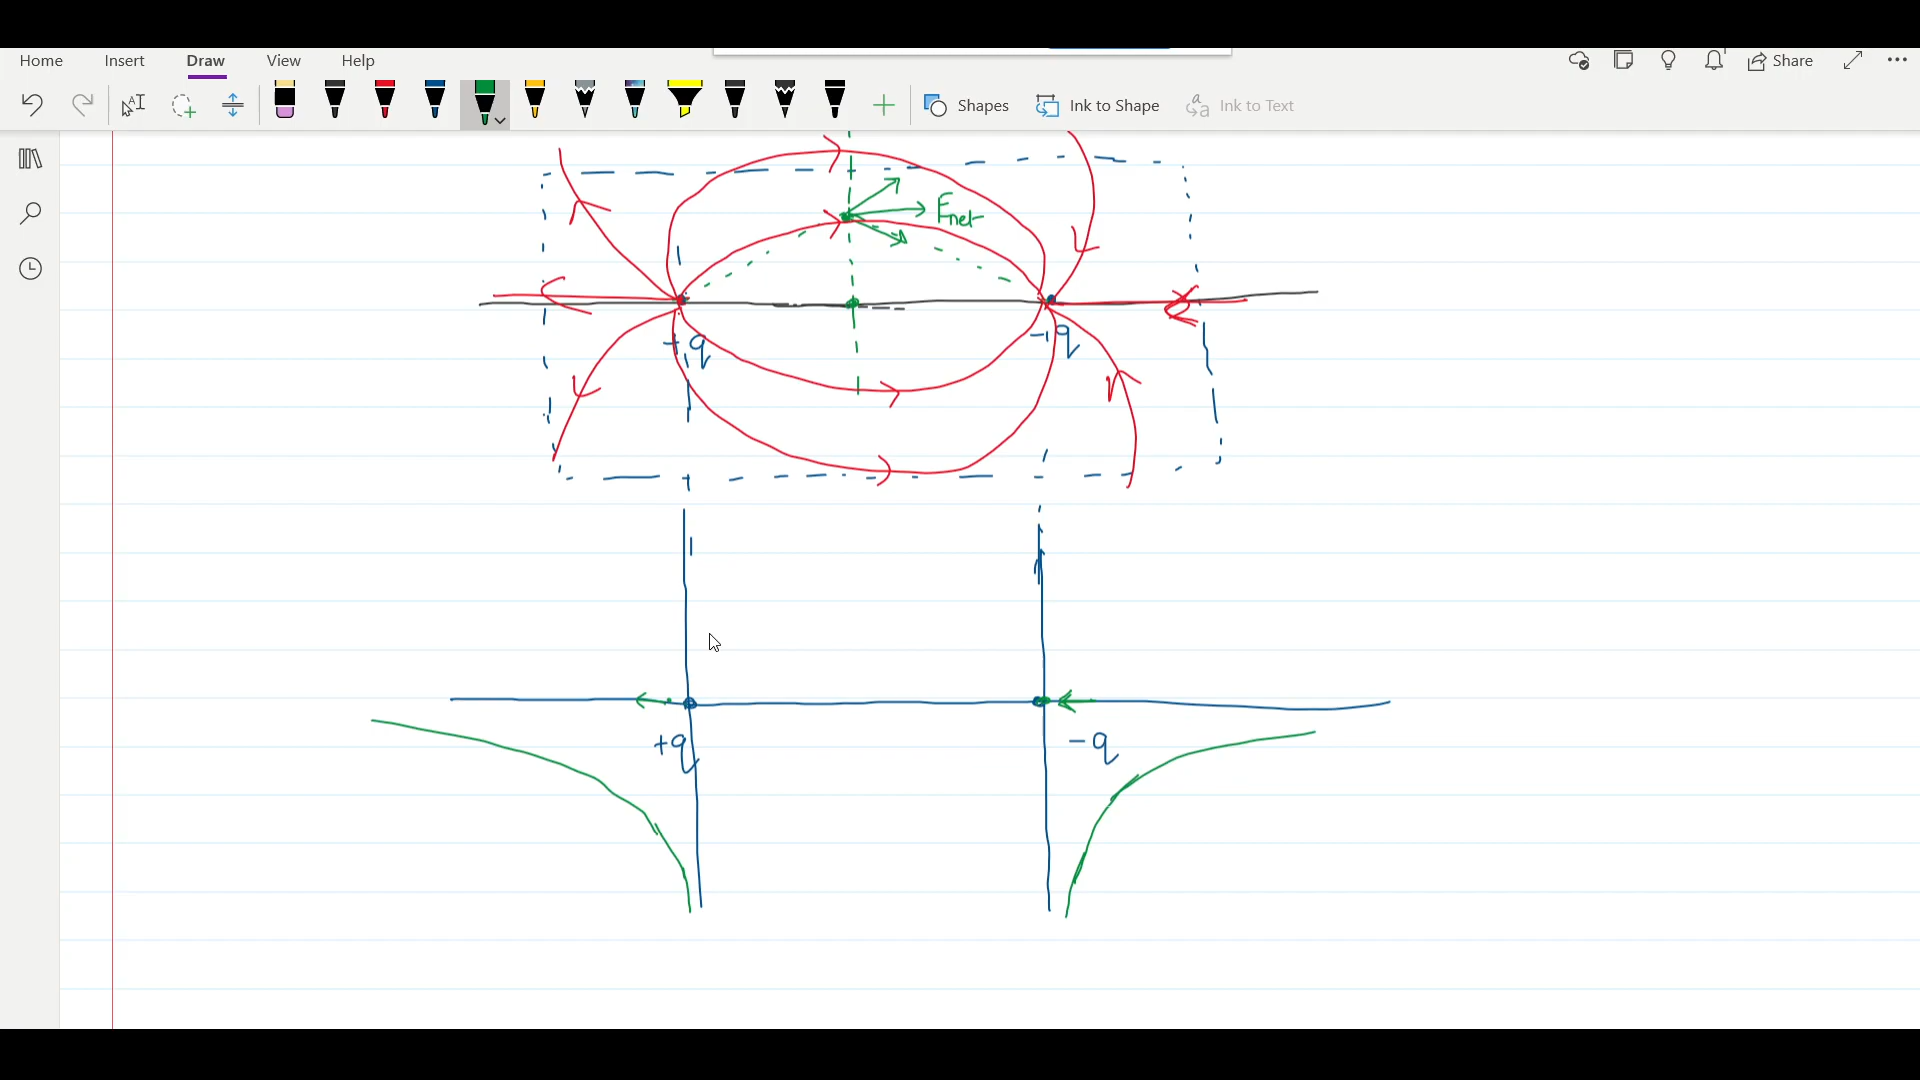 Home Insert Draw View Help Share
Shapes Ink to Shape Ink to Text
Fnet
+q -q
+q -q